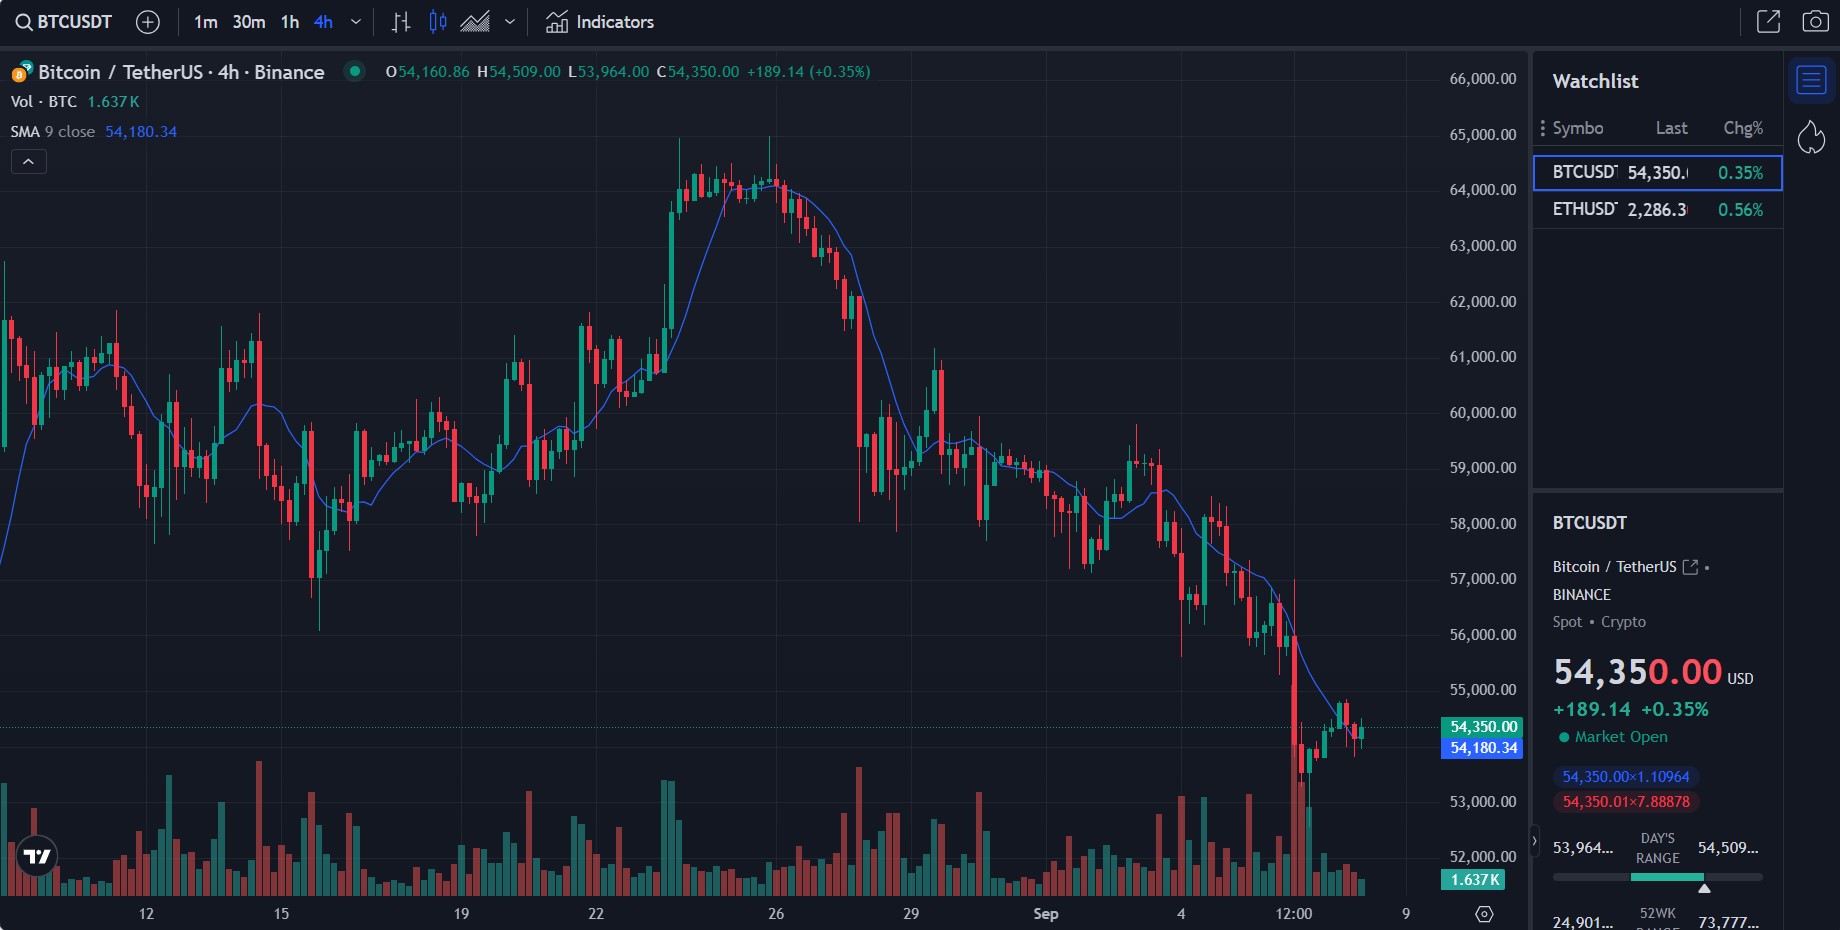 BTCUSDT 1m 30m 1h 4h Indicators
Bitcoin / TetherUS · 4h · Binance O54,160.86 H54,509.00 L53,964.00 C54,350.00 +189.14 (+0.35%)
Vol · BTC 1.637K
SMA 9 close 54,180.34
66,000.00
65,000.00
64,000.00
63,000.00
62,000.00
61,000.00
60,000.00
59,000.00
58,000.00
57,000.00
56,000.00
55,000.00
54,350.00
54,180.34
53,000.00
52,000.00
1.637K
12 15 19 22 26 29 Sep 4 12:00 9
Watchlist
Symbo Last Chg%
BTCUSDT 54,350.0 0.35%
ETHUSDT 2,286.3 0.56%
BTCUSDT
Bitcoin / TetherUS •
BINANCE
Spot • Crypto
54,350.00 USD
+189.14 +0.35%
Market Open
54,350.00×1.10964
54,350.01×7.88878
53,964... DAY'S RANGE 54,509...
24,901... 52WK 73,777...